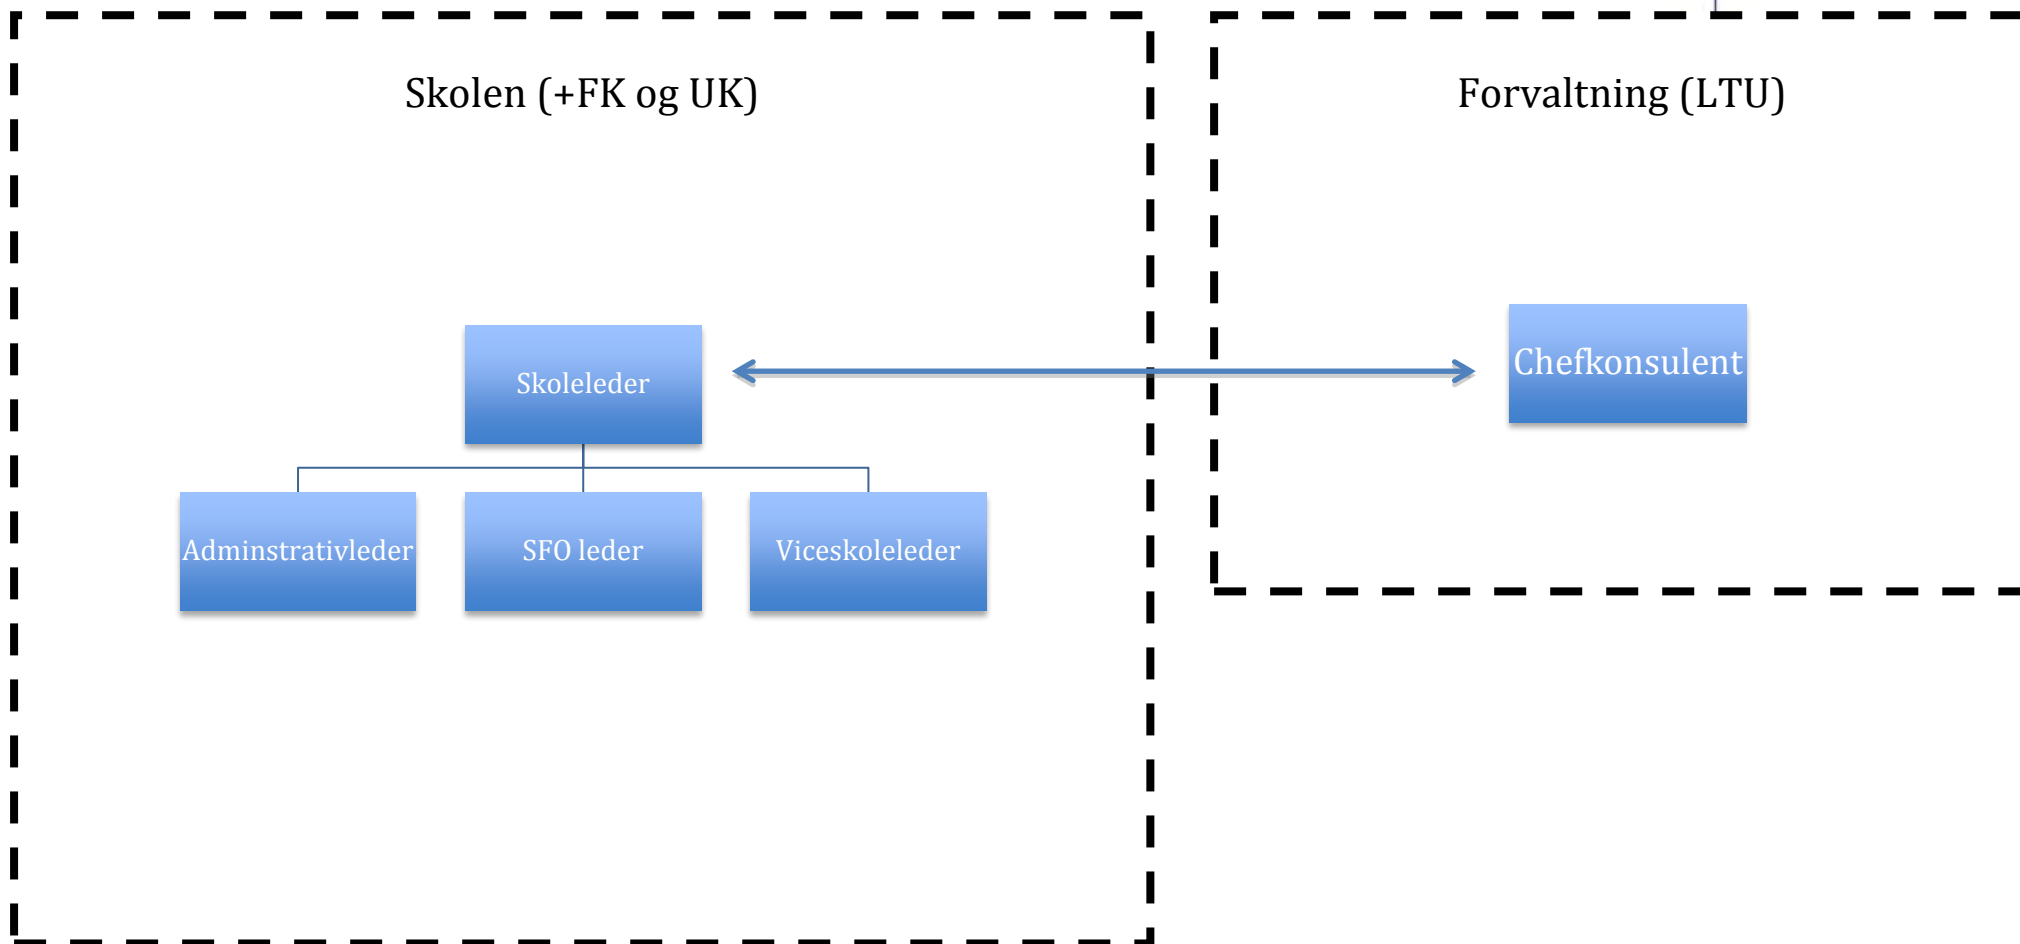 Skolen (+FK og UK)
Forvaltning (LTU)
Skoleleder
Chefkonsulent
Adminstrativleder
SFO leder
Viceskoleleder